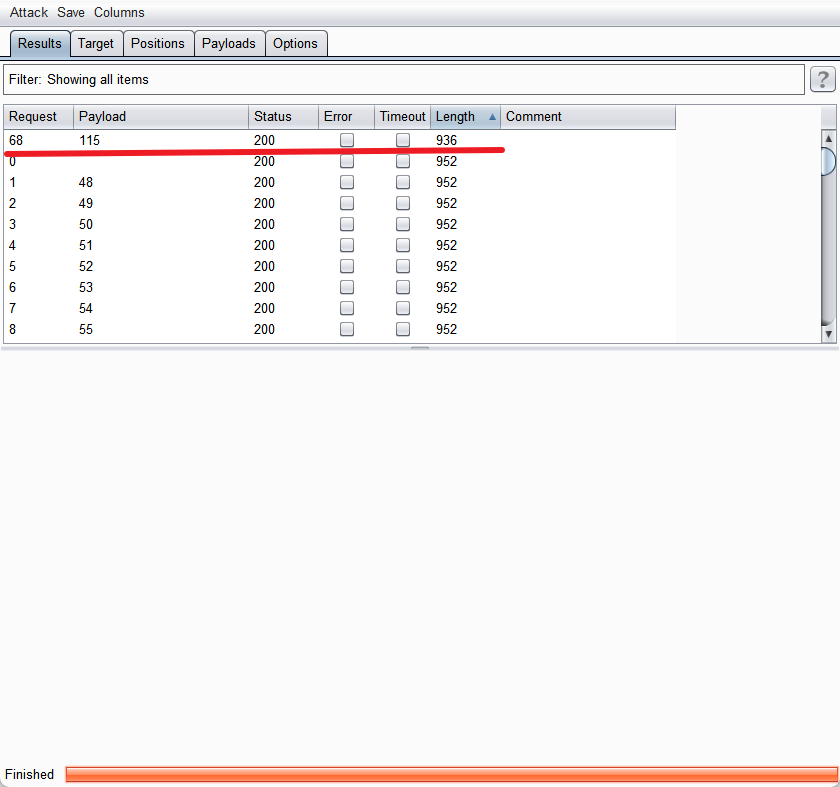 Attack Save Columns
Results Target Positions Payloads Options
Filter: Showing all items ?
Request Payload Status Error Timeout Length Comment
68 115 200 936
0 200 952
1 48 200 952
2 49 200 952
3 50 200 952
4 51 200 952
5 52 200 952
6 53 200 952
7 54 200 952
8 55 200 952
Finished